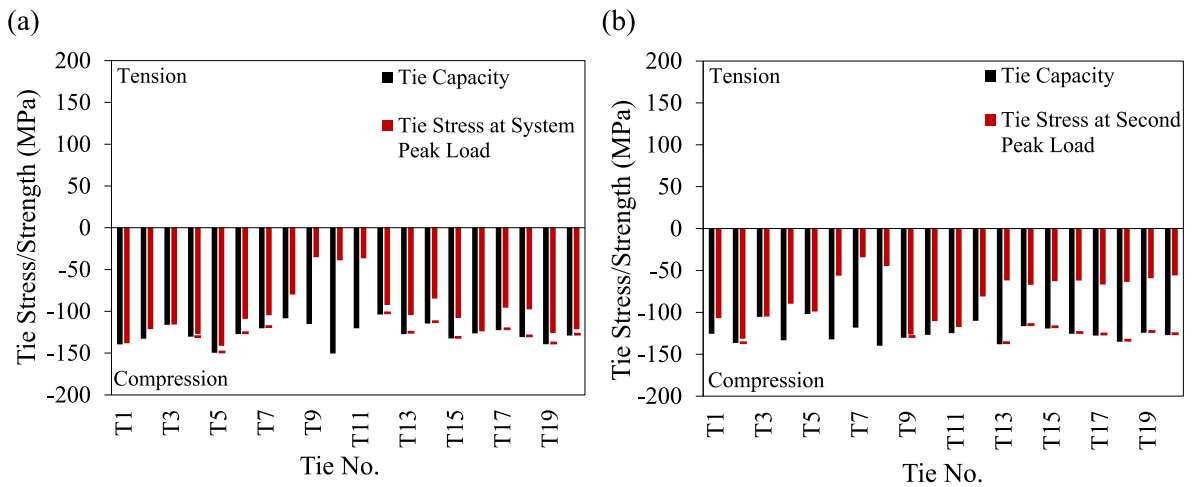 (a)
200
150
100
50
0
-50
-100
-150
-200
Tie Stress/Strength (MPa)
Tension
Tie Capacity
Tie Stress at System
Peak Load
Compression
T1
T3
T5
T7
T9
T11
T13
T15
T17
T19
Tie No.
(b)
200
150
100
50
0
-50
-100
-150
-200
Tie Stress/Strength (MPa)
Tension
Tie Capacity
Tie Stress at Second
Peak Load
Compression
T1
T3
T5
T7
T9
T11
T13
T15
T17
T19
Tie No.